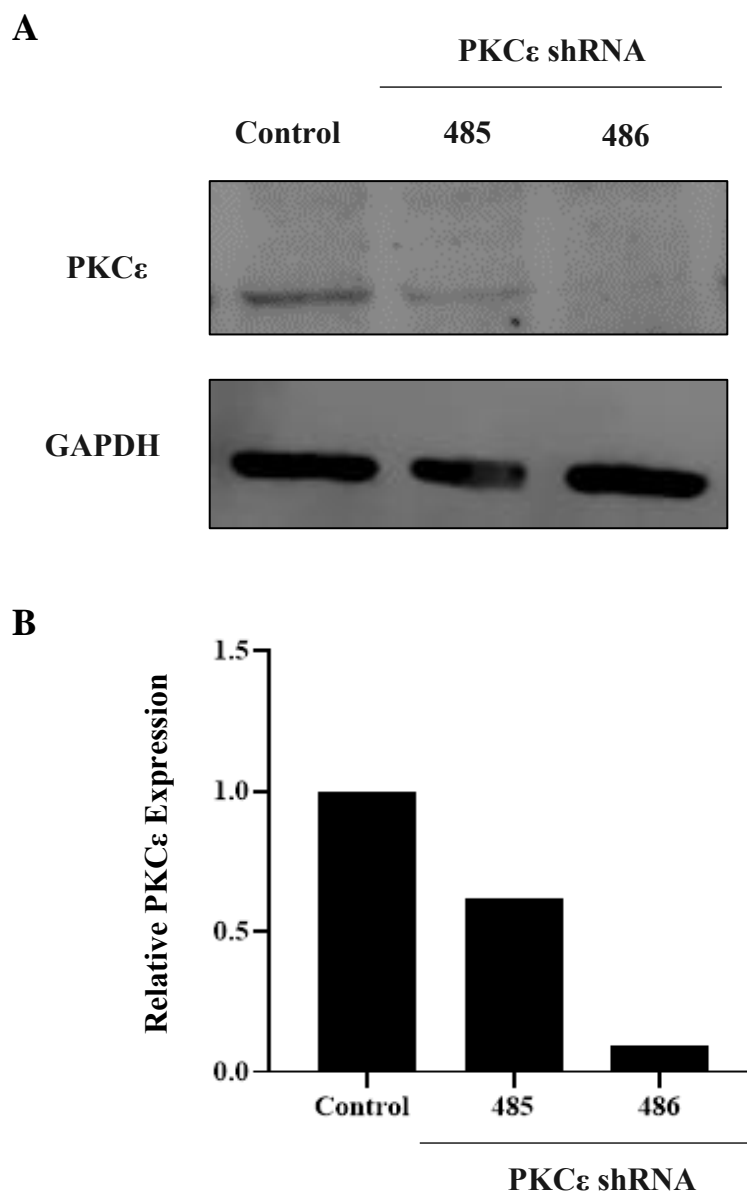 A
PKCε shRNA
Control 485 486
PKCε
GAPDH
B
Relative PKCε Expression
1.5
1.0
0.5
0.0
Control 485 486
PKCε shRNA